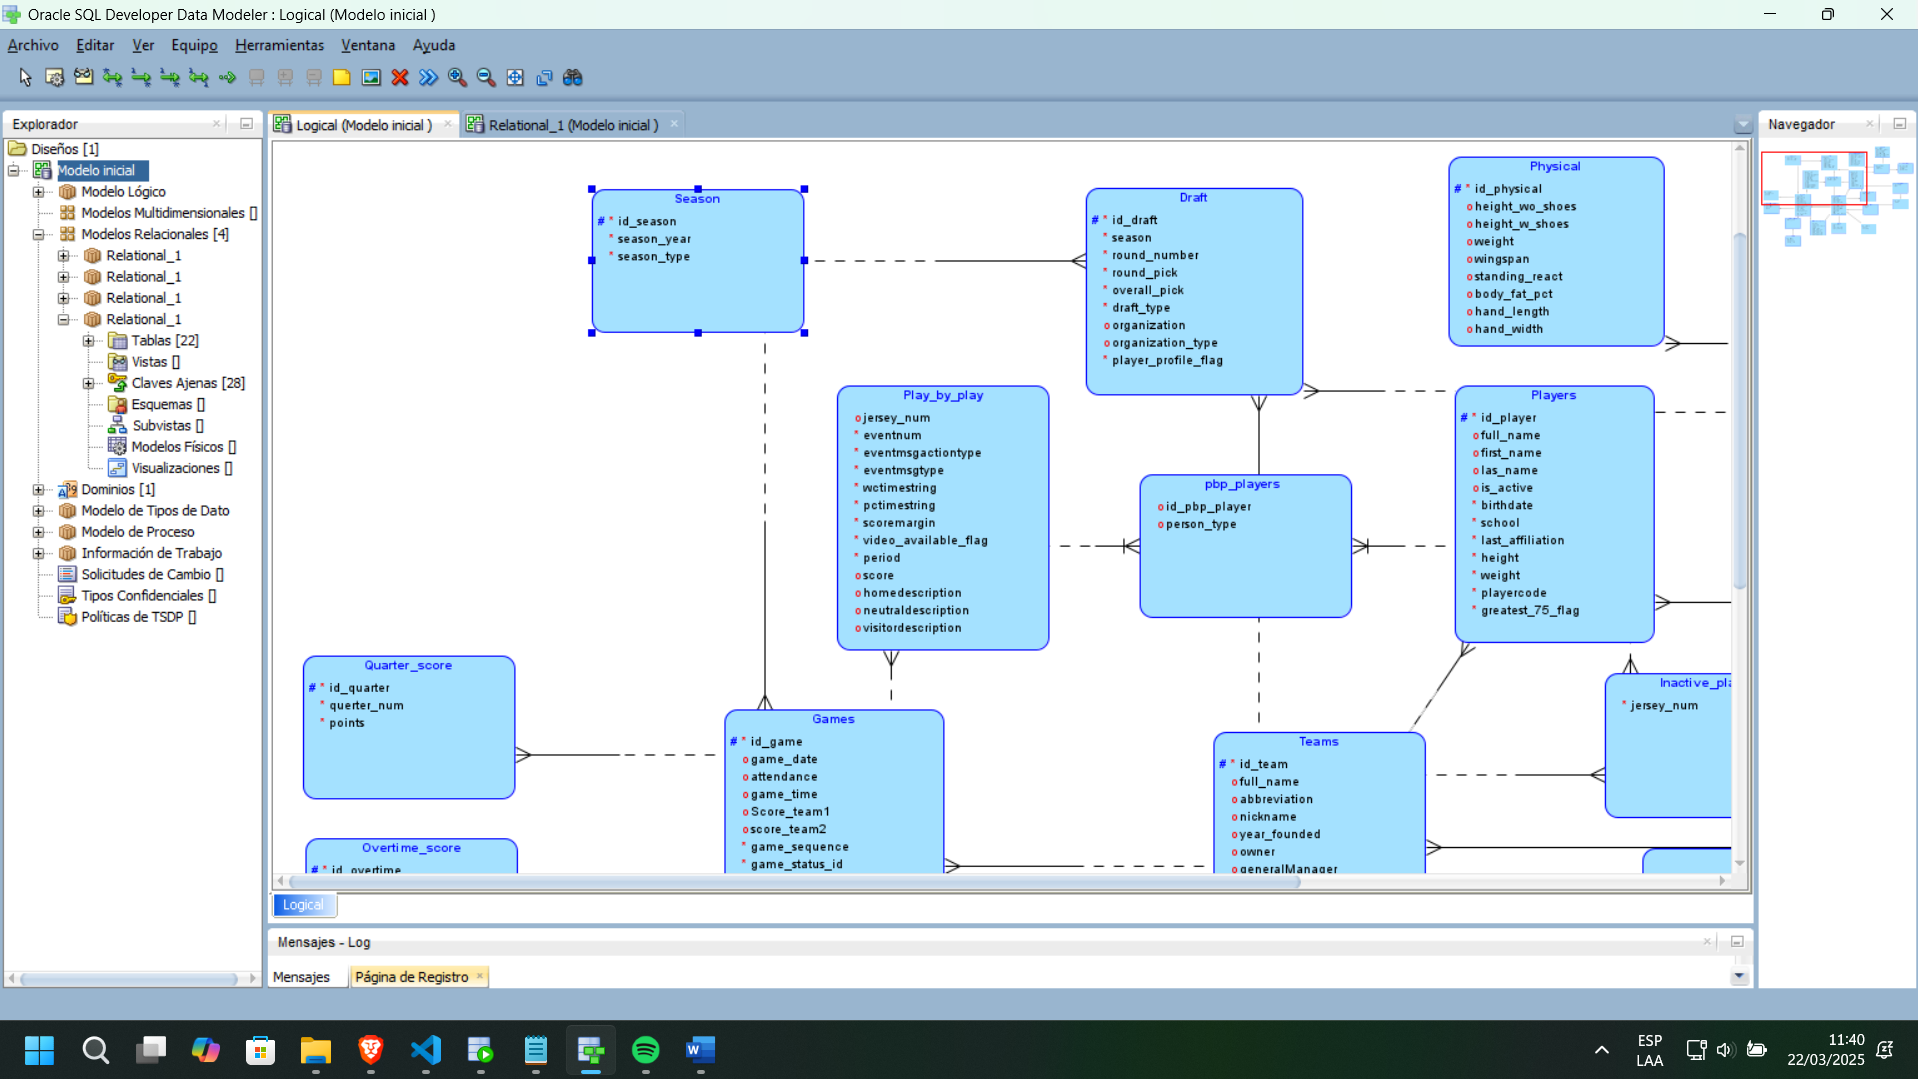 Oracle SQL Developer Data Modeler : Logical (Modelo inicial )
Archivo Editar Ver Equipo Herramientas Ventana Ayuda
Explorador
Diseños [1]
Modelo inicial
Modelo Lógico
Modelos Multidimensionales []
Modelos Relacionales [4]
Relational_1
Relational_1
Relational_1
Relational_1
Tablas [22]
Vistas []
Claves Ajenas [28]
Esquemas []
Subvistas []
Modelos Físicos []
Visualizaciones []
Dominios [1]
Modelo de Tipos de Dato
Modelo de Proceso
Información de Trabajo
Solicitudes de Cambio []
Tipos Confidenciales []
Políticas de TSDP []
Logical (Modelo inicial )
Relational_1 (Modelo inicial )
Season
# * id_season
* season_year
* season_type
Draft
# * id_draft
* season
* round_number
* round_pick
* overall_pick
* draft_type
o organization
o organization_type
* player_profile_flag
Physical
# * id_physical
o height_wo_shoes
o height_w_shoes
o weight
o wingspan
* standing_react
o body_fat_pct
o hand_length
o hand_width
Play_by_play
o jersey_num
* eventnum
* eventmsgactiontype
* eventmsgtype
* wctimestring
* pctimestring
* scoremargin
* video_available_flag
* period
o score
o homedescription
o neutraldescription
o visitordescription
pbp_players
o id_pbp_player
o person_type
Players
# * id_player
o full_name
o first_name
o las_name
o is_active
* birthdate
* school
* last_affiliation
* height
* weight
* playercode
* greatest_75_flag
Quarter_score
# * id_quarter
* querter_num
* points
Games
# * id_game
o game_date
o attendance
o game_time
o Score_team1
o score_team2
* game_sequence
* game_status_id
Teams
# * id_team
o full_name
o abbreviation
o nickname
o year_founded
o owner
o generalManager
Inactive_pla
* jersey_num
Overtime_score
# * id_overtime
Logical
Mensajes - Log
Mensajes
Página de Registro
Navegador
ESP
LAA
11:40
22/03/2025